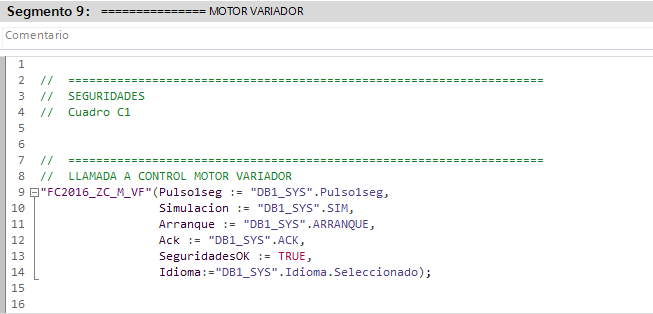 Segmento 9: =============== MOTOR VARIADOR
Comentario
1
2 // ====================================================================
3 // SEGURIDADES
4 // Cuadro C1
5
6
7 // ====================================================================
8 // LLAMADA A CONTROL MOTOR VARIADOR
9 "FC2016_ZC_M_VF"(Pulso1seg := "DB1_SYS".Pulso1seg,
10 Simulacion := "DB1_SYS".SIM,
11 Arranque := "DB1_SYS".ARRANQUE,
12 Ack := "DB1_SYS".ACK,
13 SeguridadesOK := TRUE,
14 Idioma:="DB1_SYS".Idioma.Seleccionado);
15
16